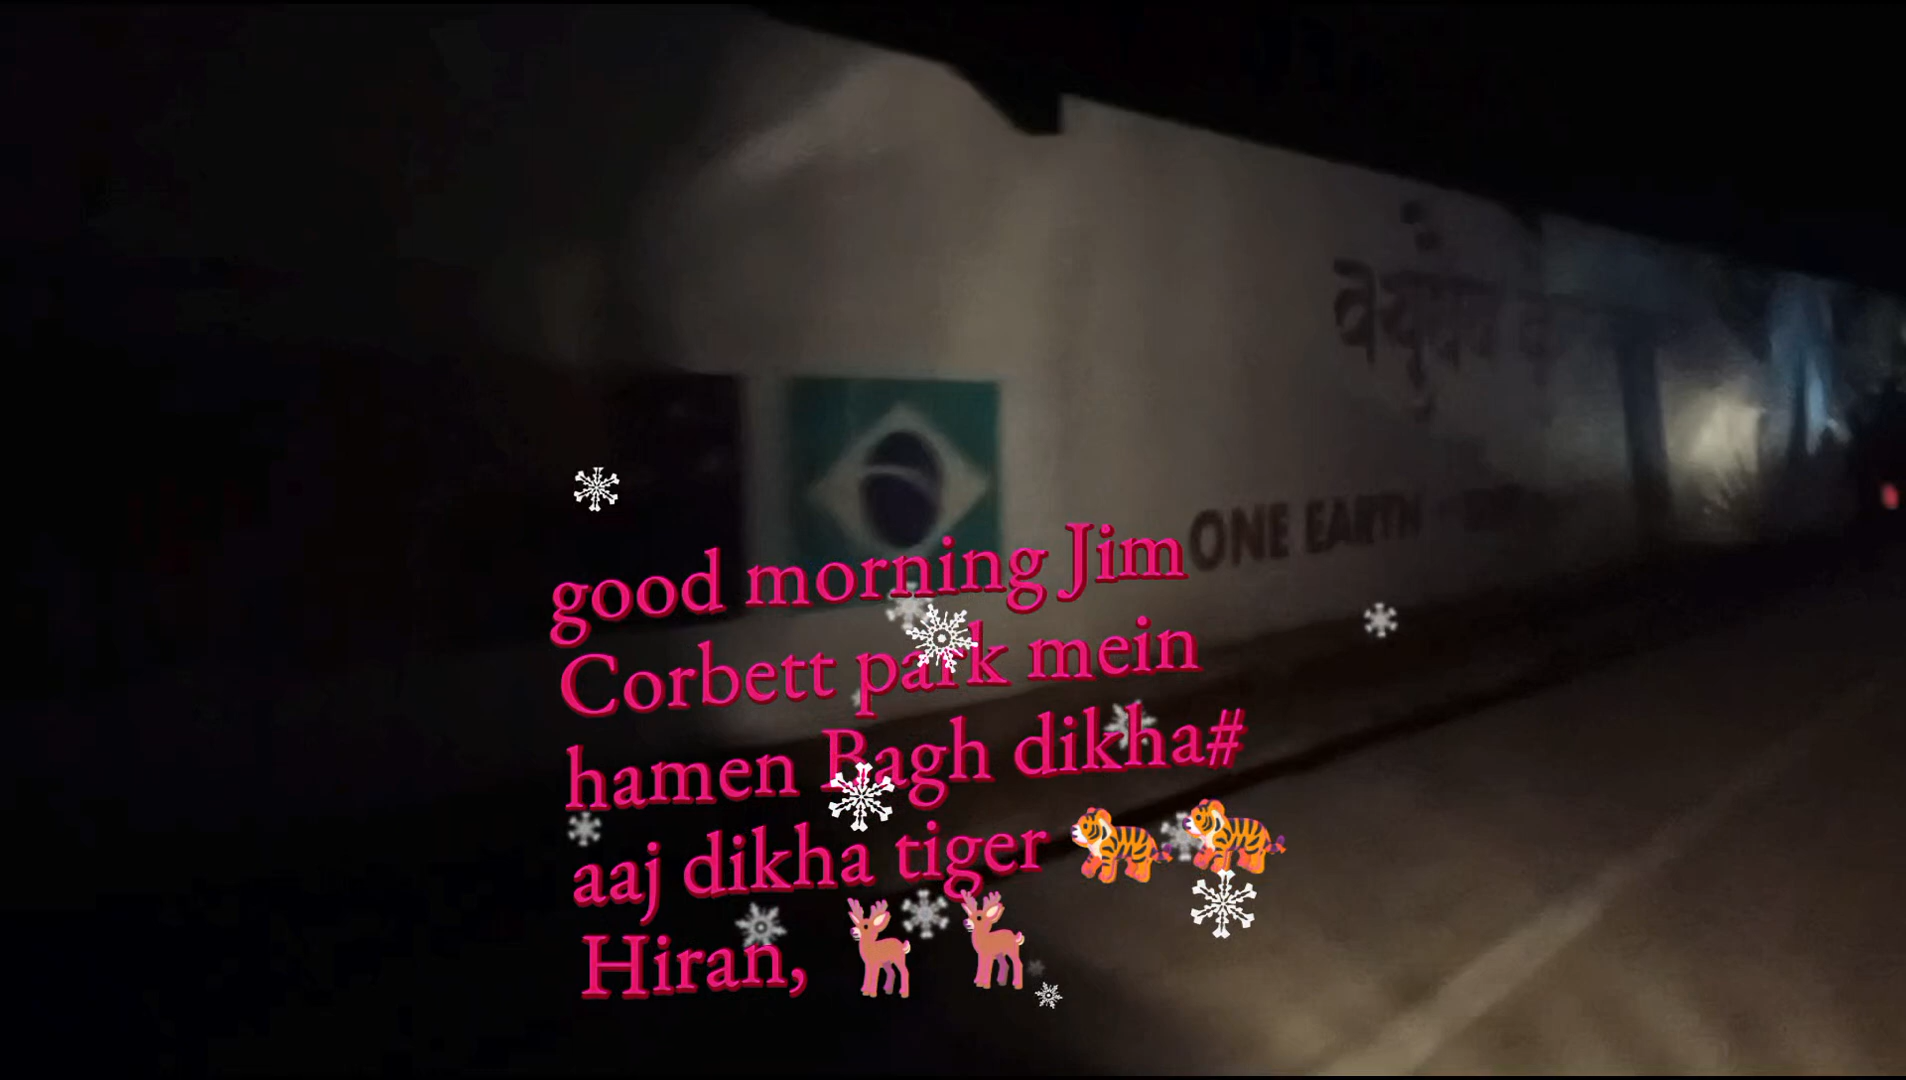 ONE EARTH
good morning Jim
Corbett park mein
hamen Bagh dikha#
aaj dikha tiger 🐅🐅
Hiran, 🦌 🦌